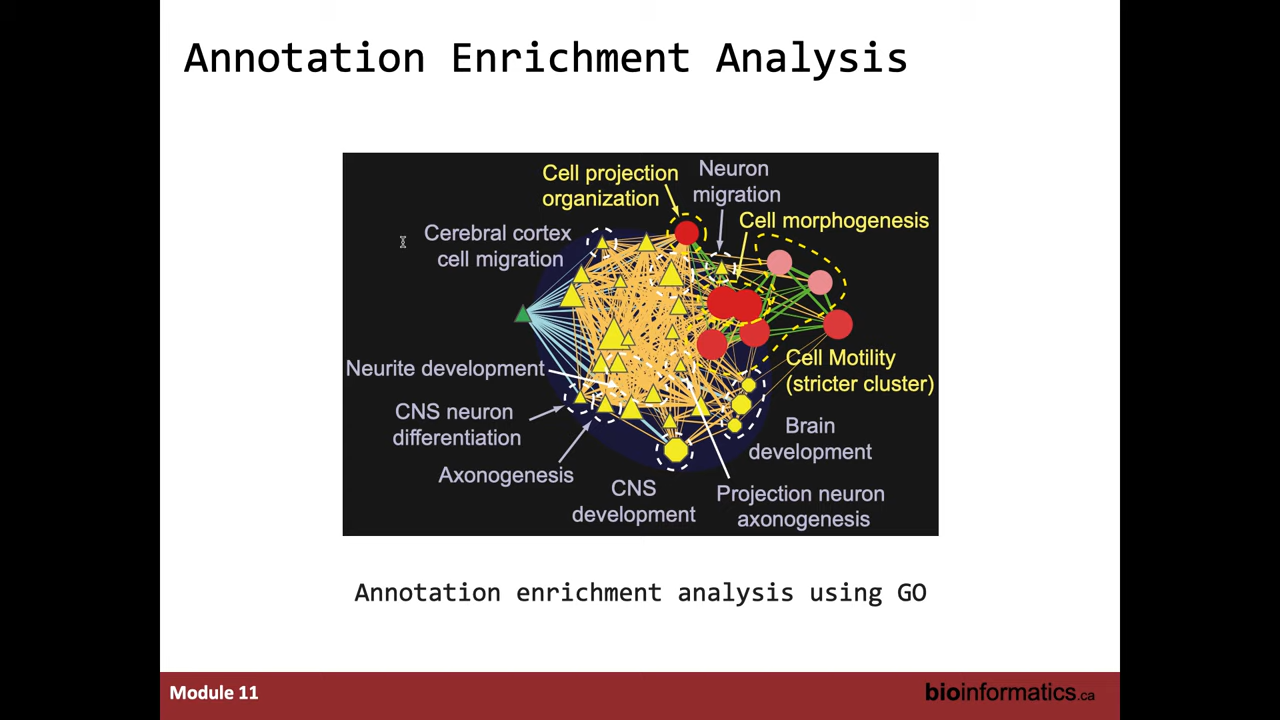 Annotation Enrichment Analysis
Cell projection
organization
Neuron
migration
Cell morphogenesis
Cerebral cortex
cell migration
Neurite development
Cell Motility
(stricter cluster)
CNS neuron
differentiation
Brain
development
Axonogenesis
CNS
development
Projection neuron
axonogenesis
Annotation enrichment analysis using GO
Module 11
bioinformatics.ca